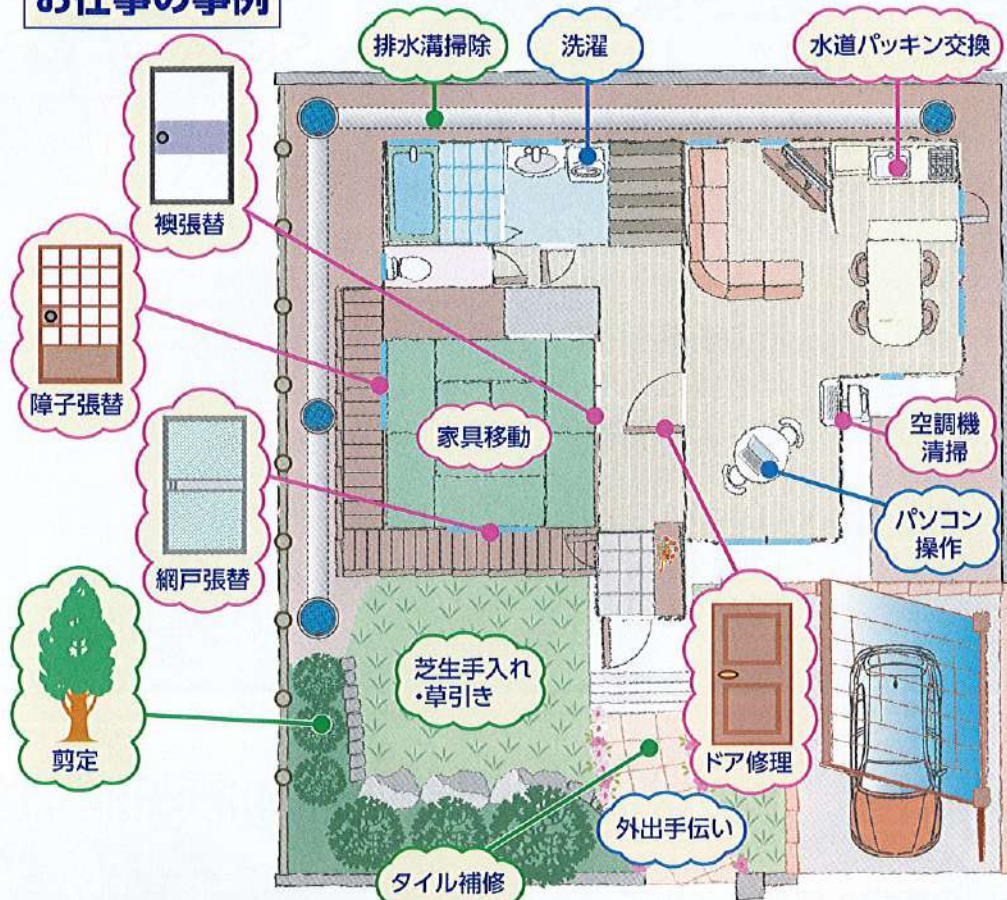 お仕事の事例
排水溝掃除
洗濯
水道パッキン交換
襖張替
障子張替
家具移動
空調機
清掃
パソコン
操作
網戸張替
芝生手入れ
・草引き
ドア修理
剪定
外出手伝い
タイル補修